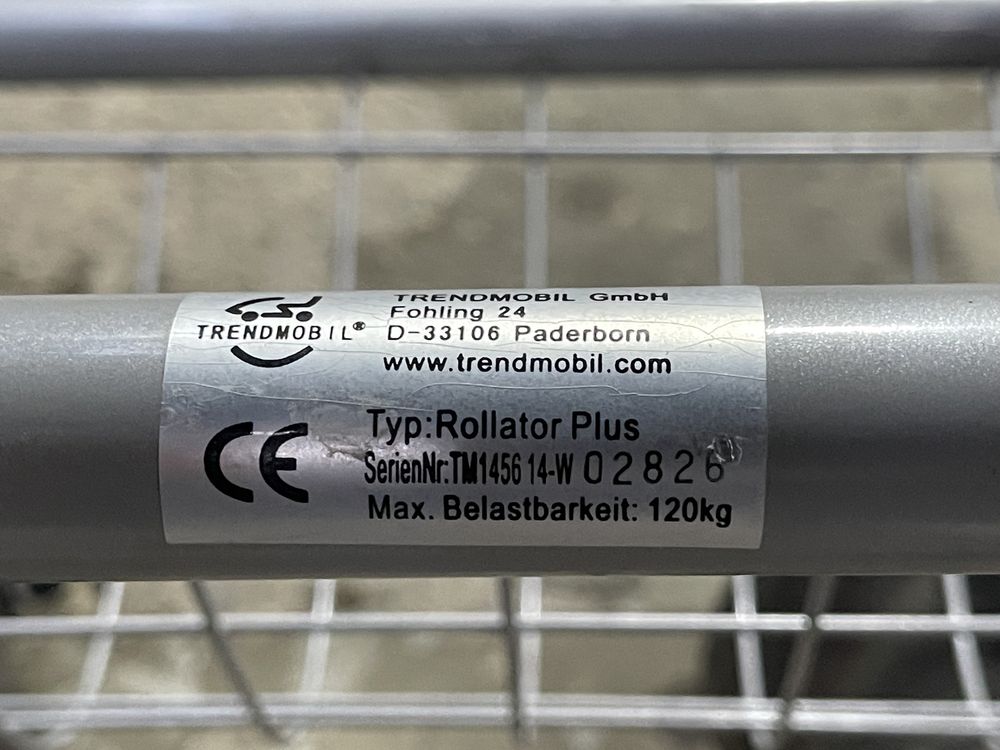 TRENDMOBIL GmbH
Fohling 24
TRENDMOBIL®
D-33106 Paderborn
www.trendmobil.com
CE
Typ:Rollator Plus
SerienNr:TM1456 14-W 02826
Max. Belastbarkeit: 120kg